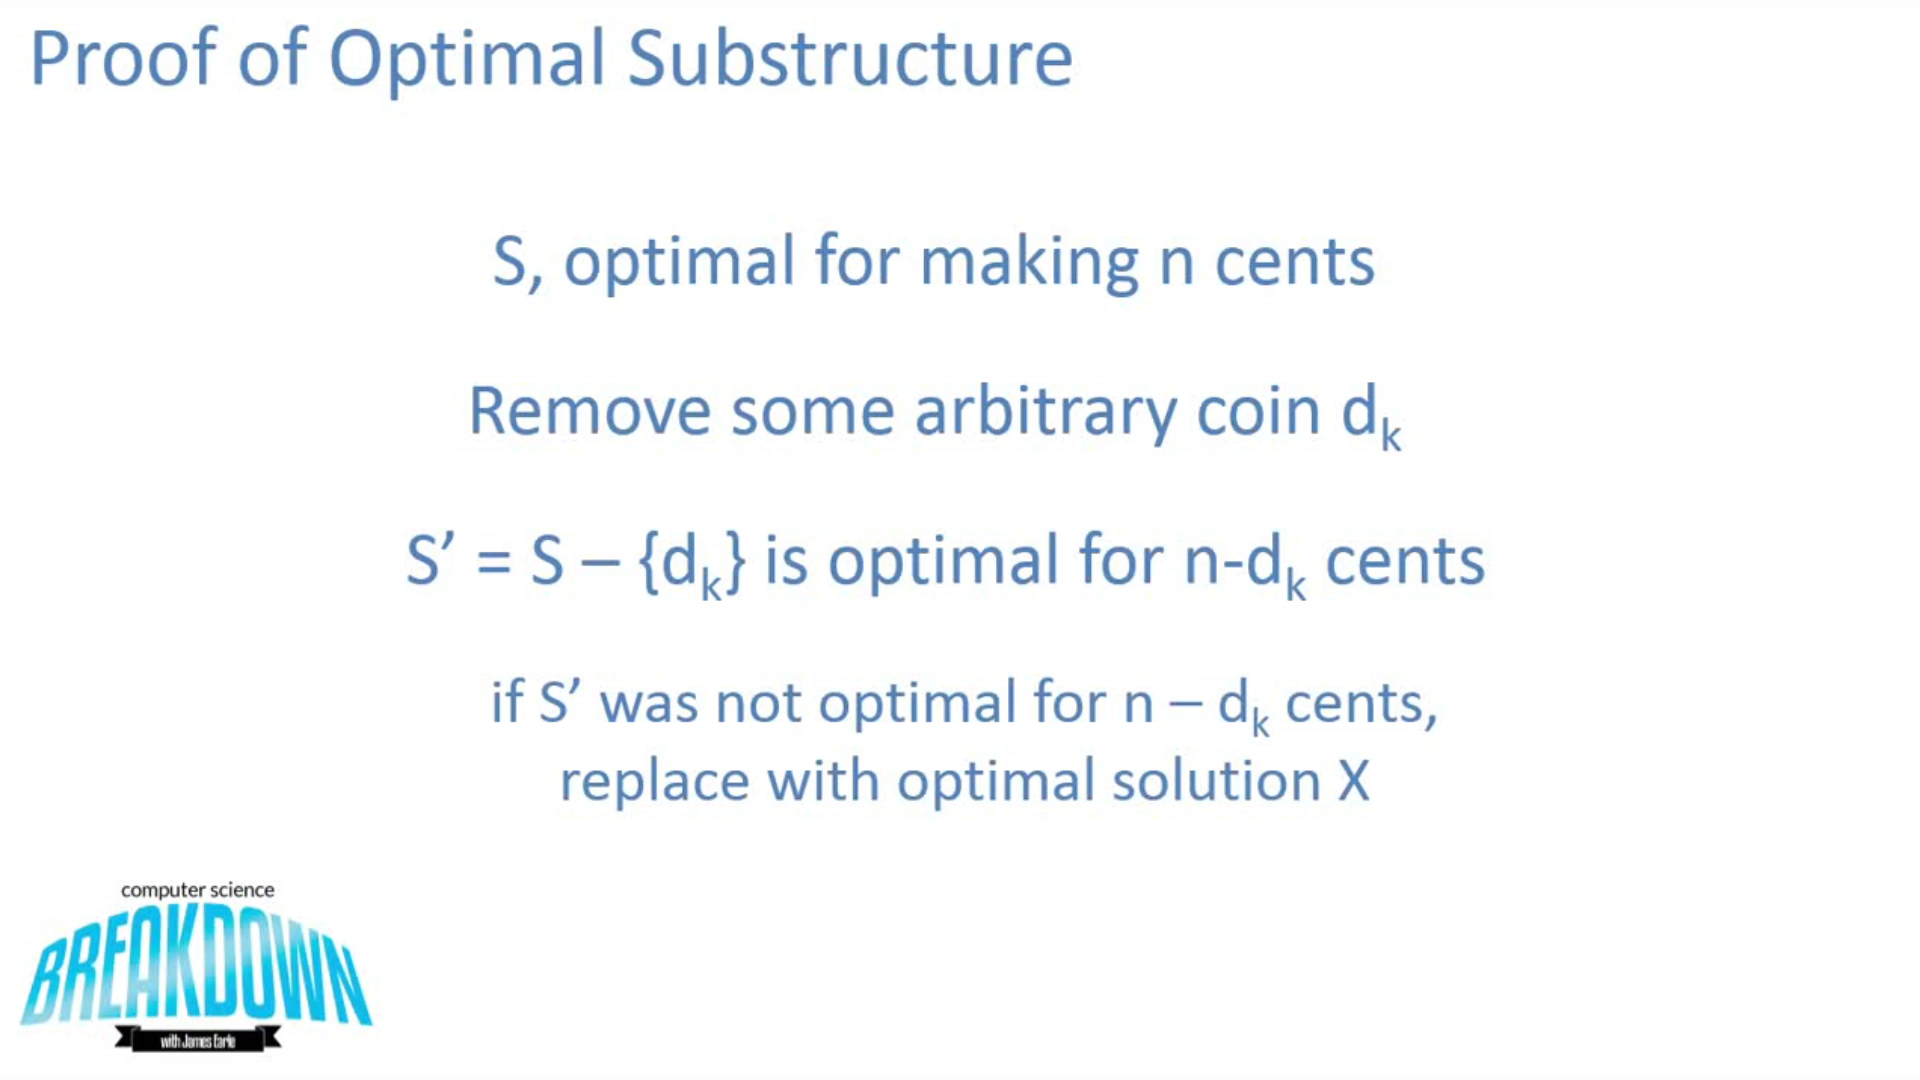 Proof of Optimal Substructure
S, optimal for making n cents
Remove some arbitrary coin dₖ
S’ = S – {dₖ} is optimal for n-dₖ cents
if S’ was not optimal for n – dₖ cents,
replace with optimal solution X
computer science
BREAKDOWN
with James Earle